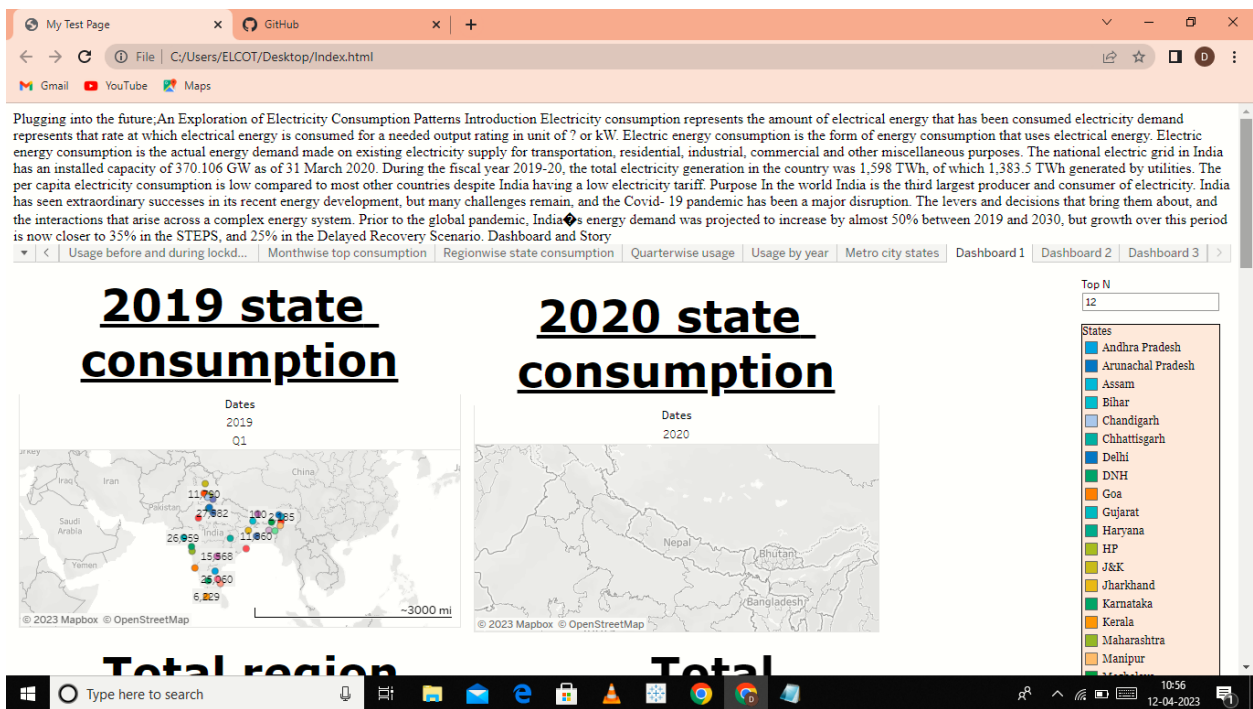 My Test Page
GitHub
File
C:/Users/ELCOT/Desktop/Index.html
D
Gmail
YouTube
Maps
Plugging into the future;An Exploration of Electricity Consumption Patterns Introduction Electricity consumption represents the amount of electrical energy that has been consumed electricity demand
represents that rate at which electrical energy is consumed for a needed output rating in unit of ? or kW. Electric energy consumption is the form of energy consumption that uses electrical energy. Electric
energy consumption is the actual energy demand made on existing electricity supply for transportation, residential, industrial, commercial and other miscellaneous purposes. The national electric grid in India
has an installed capacity of 370.106 GW as of 31 March 2020. During the fiscal year 2019-20, the total electricity generation in the country was 1,598 TWh, of which 1,383.5 TWh generated by utilities. The
per capita electricity consumption is low compared to most other countries despite India having a low electricity tariff. Purpose In the world India is the third largest producer and consumer of electricity. India
has seen extraordinary successes in its recent energy development, but many challenges remain, and the Covid- 19 pandemic has been a major disruption. The levers and decisions that bring them about, and
the interactions that arise across a complex energy system. Prior to the global pandemic, India�s energy demand was projected to increase by almost 50% between 2019 and 2030, but growth over this period
is now closer to 35% in the STEPS, and 25% in the Delayed Recovery Scenario. Dashboard and Story
Usage before and during lockd...
Monthwise top consumption
Regionwise state consumption
Quarterwise usage
Usage by year
Metro city states
Dashboard 1
Dashboard 2
Dashboard 3
2019 state
consumption
Dates
2019
Q1
Iraq
Iran
China
Pakistan
Saudi
Arabia
India
Yemen
27,882
110
26,959
6,229
~3000 mi
© 2023 Mapbox © OpenStreetMap
2020 state
consumption
Dates
2020
Nepal
Bhutan
Bangladesh
© 2023 Mapbox © OpenStreetMap
Top N
12
States
Andhra Pradesh
Arunachal Pradesh
Assam
Bihar
Chandigarh
Chhattisgarh
Delhi
DNH
Goa
Gujarat
Haryana
HP
J&K
Jharkhand
Karnataka
Kerala
Maharashtra
Manipur
Total region
Total
Type here to search
10:56
12-04-2023
1